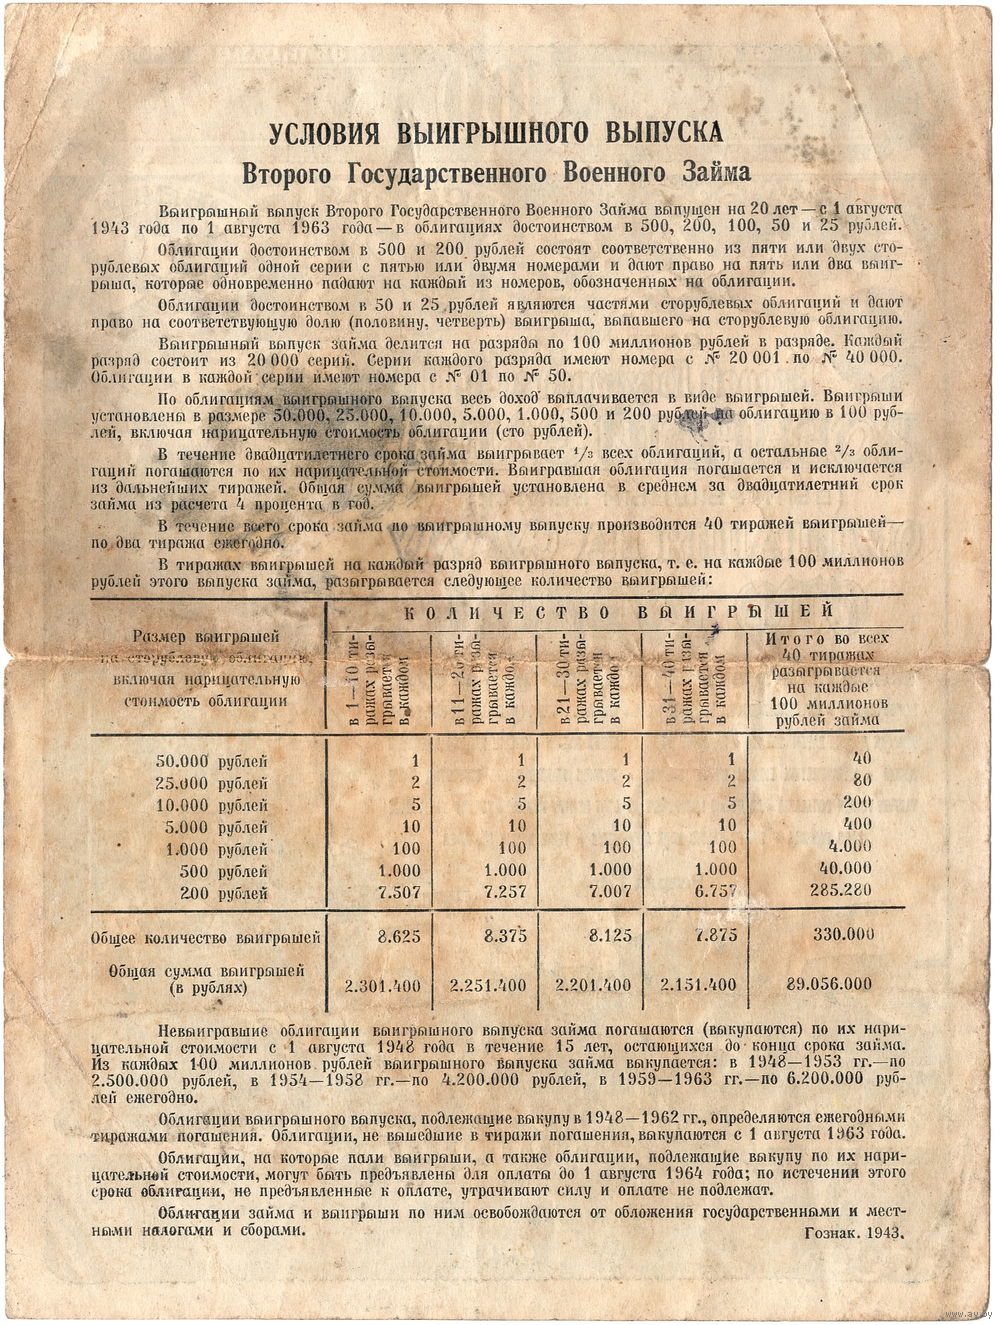 УСЛОВИЯ ВЫИГРЫШНОГО ВЫПУСКА
Второго Государственного Военного Займа
Выигрышный выпуск Второго Государственного Военного Займа выпущен на 20 лет—с 1 августа
1943 года по 1 августа 1963 года—в облигациях достоинством в 500, 200, 100, 50 и 25 рублей.
Облигации достоинством в 500 и 200 рублей состоят соответственно из пяти или двух сто-
рублевых облигаций одной серии с пятью или двумя номерами и дают право на пять или два выиг-
рыша, которые одновременно падают на каждый из номеров, обозначенных на облигации.
Облигации достоинством в 50 и 25 рублей являются частями сторублевых облигаций и дают
право на соответствующую долю (половину, четверть) выигрыша, выпавшего на сторублевую облигацию.
Выигрышный выпуск займа делится на разряды по 100 миллионов рублей в разряде. Каждый
разряд состоит из 20 000 серий. Серии каждого разряда имеют номера с № 20 001 по № 40 000.
Облигации в каждой серии имеют номера с № 01 по № 50.
По облигациям выигрышного выпуска весь доход выплачивается в виде выигрышей. Выигрыши
установлены в размере 50.000, 25.000, 10.000, 5.000, 1.000, 500 и 200 рублей на облигацию в 100 руб-
лей, включая нарицательную стоимость облигации (сто рублей).
В течение двадцатилетнего срока займа выигрывает 1/3 всех облигаций, а остальные 2/3 обли-
гаций погашаются по их нарицательной стоимости. Выигравшая облигация погашается и исключается
из дальнейших тиражей. Общая сумма выигрышей установлена в среднем за двадцатилетний срок
займа из расчета 4 процента в год.
В течение всего срока займа по выигрышному выпуску производится 40 тиражей выигрышей—
по два тиража ежегодно.
В тиражах выигрышей на каждый разряд выигрышного выпуска, т. е. на каждые 100 миллионов
рублей этого выпуска займа, разыгрывается следующее количество выигрышей:
КОЛИЧЕСТВО ВЫИГРЫШЕЙ
Размер выигрышей
на сторублевую облигацию,
включая нарицательную
стоимость облигации
в 1—10 ти-
ражах разы-
грывается
в каждом
в 11—20 ти-
ражах разы-
грывается
в каждом
в 21—30 ти-
ражах разы-
грывается
в каждом
в 31—40 ти-
ражах разы-
грывается
в каждом
Итого во всех
40 тиражах
разыгрывается
на каждые
100 миллионов
рублей займа
50.000 рублей 1 1 1 1 40
25.000 рублей 2 2 2 2 80
10.000 рублей 5 5 5 5 200
5.000 рублей 10 10 10 10 400
1.000 рублей 100 100 100 100 4.000
500 рублей 1.000 1.000 1.000 1.000 40.000
200 рублей 7.507 7.257 7.007 6.757 285.280
Общее количество выигрышей 8.625 8.375 8.125 7.875 330.000
Общая сумма выигрышей
(в рублях) 2.301.400 2.251.400 2.201.400 2.151.400 89.056.000
Невыигравшие облигации выигрышного выпуска займа погашаются (выкупаются) по их нари-
цательной стоимости с 1 августа 1948 года в течение 15 лет, остающихся до конца срока займа.
Из каждых 100 миллионов рублей выигрышного выпуска займа выкупается: в 1948—1953 гг.—по
2.500.000 рублей, в 1954—1958 гг.—по 4.200.000 рублей, в 1959—1963 гг.—по 6.200.000 руб-
лей ежегодно.
Облигации выигрышного выпуска, подлежащие выкупу в 1948—1962 гг., определяются ежегодными
тиражами погашения. Облигации, не вышедшие в тиражи погашения, выкупаются с 1 августа 1963 года.
Облигации, на которые пали выигрыши, а также облигации, подлежащие выкупу по их нари-
цательной стоимости, могут быть предъявлены для оплаты до 1 августа 1964 года; по истечении этого
срока облигации, не предъявленные к оплате, утрачивают силу и оплате не подлежат.
Облигации займа и выигрыши по ним освобождаются от обложения государственными и мест-
ными налогами и сборами.
Гознак. 1943.
www.ay.by